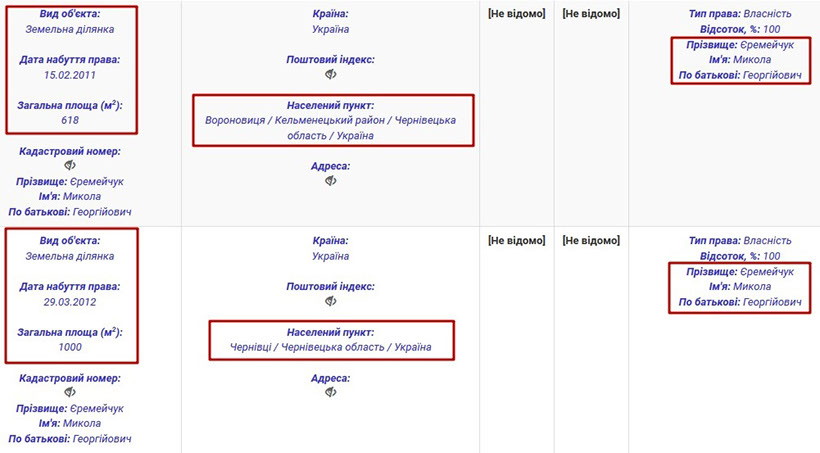 Вид об'єкта:
Земельна ділянка
Дата набуття права:
15.02.2011
Загальна площа (м²):
618
Кадастровий номер:
Прізвище: Єремейчук
Ім'я: Микола
По батькові: Георгійович
Країна:
Україна
Поштовий індекс:
Населений пункт:
Вороновиця / Кельменецький район / Чернівецька
область / Україна
Адреса:
[Не відомо]
[Не відомо]
Тип права: Власність
Відсоток, %: 100
Прізвище: Єремейчук
Ім'я: Микола
По батькові: Георгійович
Вид об'єкта:
Земельна ділянка
Дата набуття права:
29.03.2012
Загальна площа (м²):
1000
Кадастровий номер:
Прізвище: Єремейчук
Ім'я: Микола
По батькові: Георгійович
Країна:
Україна
Поштовий індекс:
Населений пункт:
Чернівці / Чернівецька область / Україна
Адреса:
[Не відомо]
[Не відомо]
Тип права: Власність
Відсоток, %: 100
Прізвище: Єремейчук
Ім'я: Микола
По батькові: Георгійович